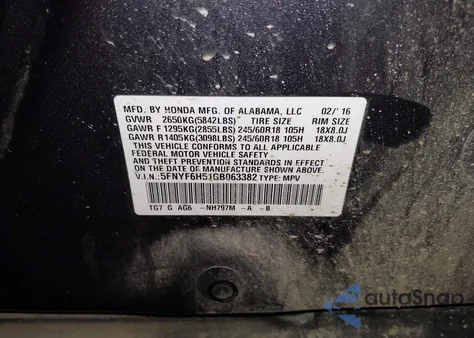 MFD. BY HONDA MFG. OF ALABAMA, LLC 02/'16
GVWR 2650KG(5842LBS) TIRE SIZE RIM SIZE
GAWR F 1295KG(2855LBS) 245/60R18 105H 18X8.0J
GAWR R1405KG(3098LBS) 245/60R18 105H 18X8.0J
THIS VEHICLE CONFORMS TO ALL APPLICABLE
FEDERAL MOTOR VEHICLE SAFETY
AND THEFT PREVENTION STANDARDS IN EFFECT
ON THE DATE OF MANUFACTURE SHOWN ABOVE.
V.I.N.:5FNYF6H51GB063382 TYPE: MPV
TG7 G AG6 -NH797M -A -B
autoSnap